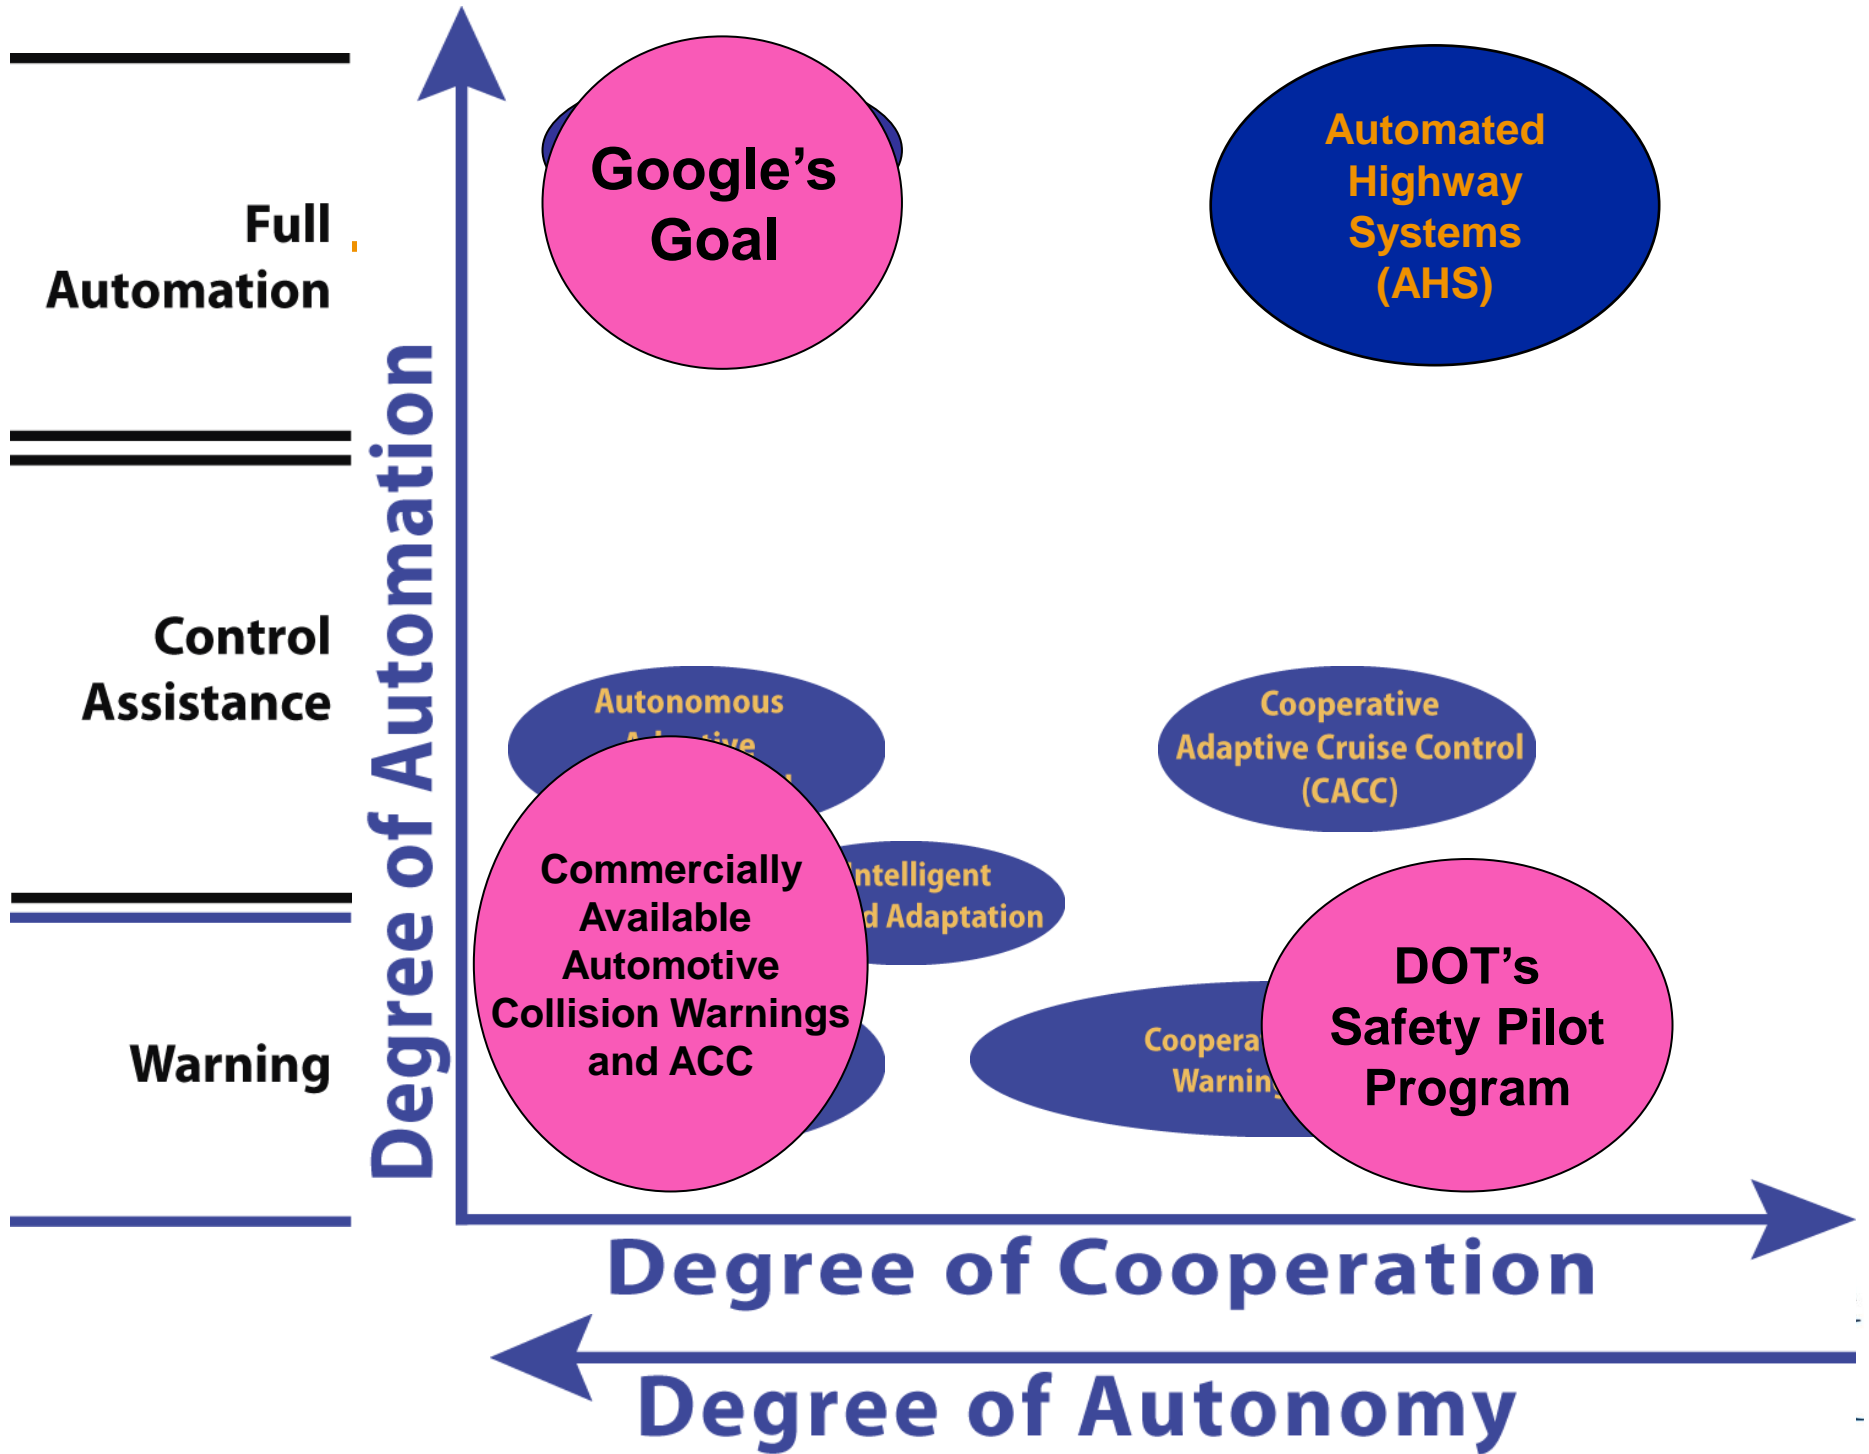 Full
Automation
Control
Assistance
Warning
Degree of Automation
Google’s
Goal
Automated
Highway
Systems
(AHS)
Autonomous
Cooperative
Adaptive Cruise Control
(CACC)
Commercially
Available
Automotive
Collision Warnings
and ACC
Adaptation
DOT’s
Safety Pilot
Program
Degree of Cooperation
Degree of Autonomy